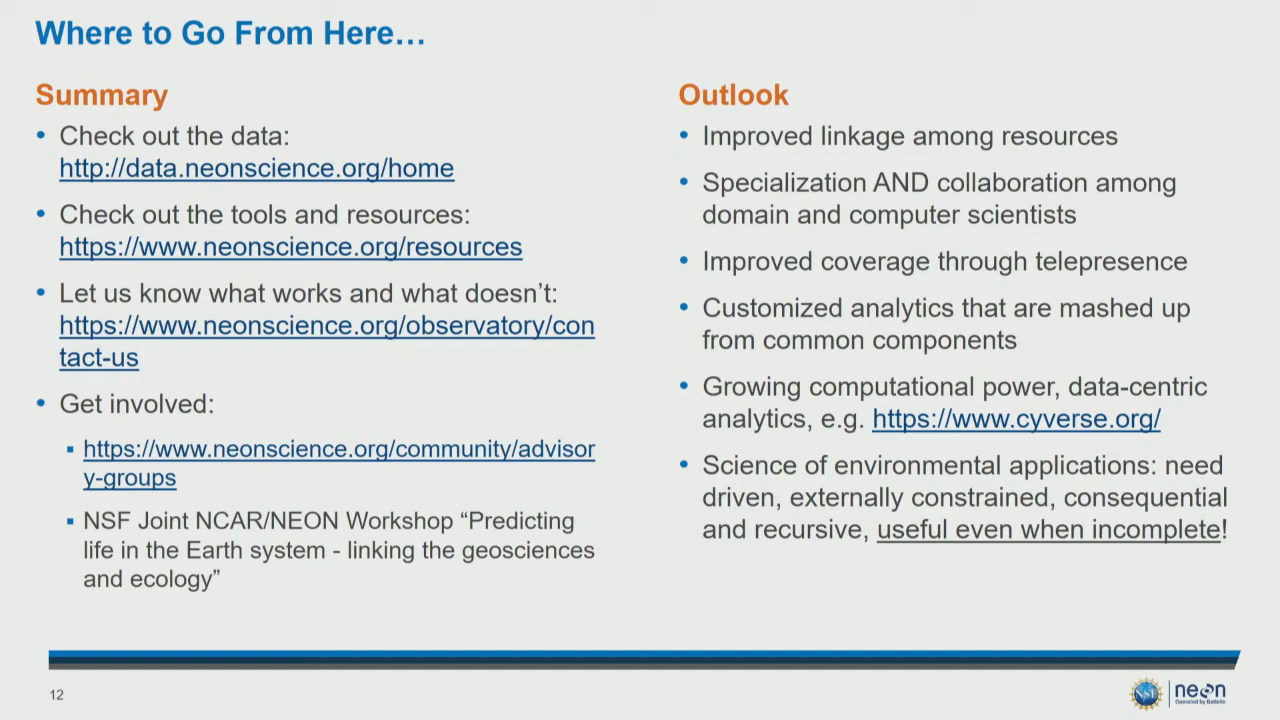 Where to Go From Here…
Summary
• Check out the data:
http://data.neonscience.org/home
• Check out the tools and resources:
https://www.neonscience.org/resources
• Let us know what works and what doesn’t:
https://www.neonscience.org/observatory/con
tact-us
• Get involved:
▪ https://www.neonscience.org/community/advisor
y-groups
▪ NSF Joint NCAR/NEON Workshop “Predicting
life in the Earth system - linking the geosciences
and ecology”
Outlook
• Improved linkage among resources
• Specialization AND collaboration among
domain and computer scientists
• Improved coverage through telepresence
• Customized analytics that are mashed up
from common components
• Growing computational power, data-centric
analytics, e.g. https://www.cyverse.org/
• Science of environmental applications: need
driven, externally constrained, consequential
and recursive, useful even when incomplete!
12
NSF
neon
Operated by Battelle